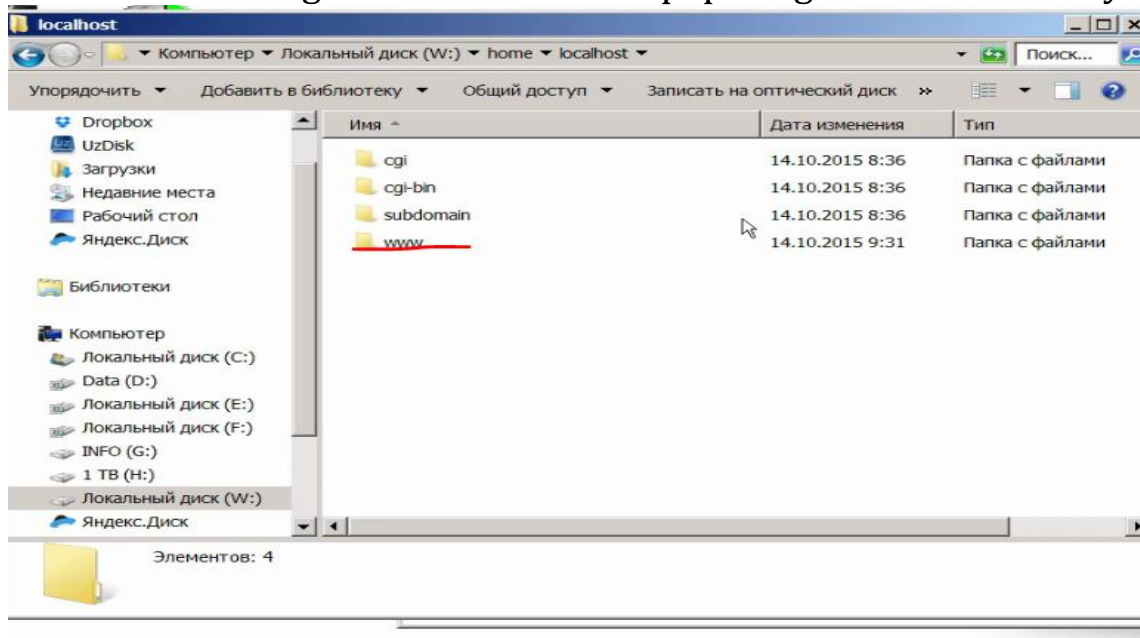 localhost
Компьютер Локальный диск (W:) home localhost Поиск...
Упорядочить Добавить в библиотеку Общий доступ Записать на оптический диск »
Dropbox
UzDisk
Загрузки
Недавние места
Рабочий стол
Яндекс.Диск
Библиотеки
Компьютер
Локальный диск (C:)
Data (D:)
Локальный диск (E:)
Локальный диск (F:)
INFO (G:)
1 TB (H:)
Локальный диск (W:)
Яндекс.Диск
Имя Дата изменения Тип
cgi 14.10.2015 8:36 Папка с файлами
cgi-bin 14.10.2015 8:36 Папка с файлами
subdomain 14.10.2015 8:36 Папка с файлами
www 14.10.2015 9:31 Папка с файлами
Элементов: 4